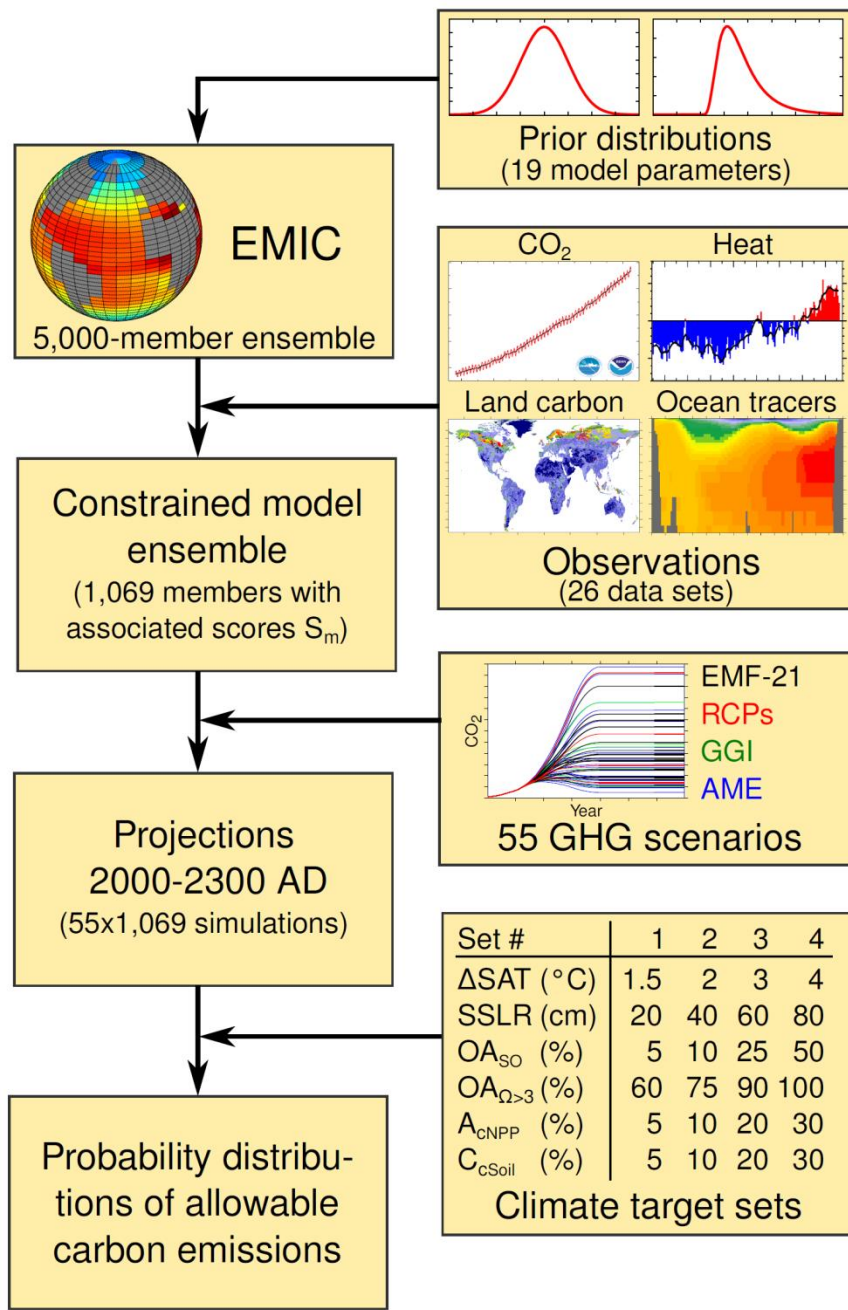 Prior distributions
(19 model parameters)
EMIC
5,000-member ensemble
CO₂
Heat
Land carbon
Ocean tracers
Observations
(26 data sets)
Constrained model
ensemble
(1,069 members with
associated scores Sₘ)
CO₂
Year
EMF-21
RCPs
GGI
AME
55 GHG scenarios
Projections
2000-2300 AD
(55x1,069 simulations)
Set # 1 2 3 4
ΔSAT (°C) 1.5 2 3 4
SSLR (cm) 20 40 60 80
OA_SO (%) 5 10 25 50
OA_Ω>3 (%) 60 75 90 100
A_cNPP (%) 5 10 20 30
C_cSoil (%) 5 10 20 30
Climate target sets
Probability distribu-
tions of allowable
carbon emissions